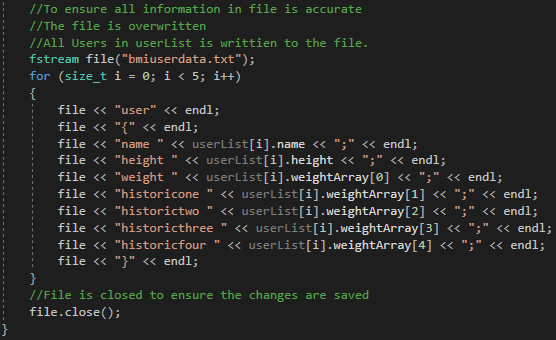 //To ensure all information in file is accurate
//The file is overwritten
//All Users in userList is writtien to the file.
fstream file("bmiuserdata.txt");
for (size_t i = 0; i < 5; i++)
{
file << "user" << endl;
file << "{" << endl;
file << "name " << userList[i].name << ";" << endl;
file << "height " << userList[i].height << ";" << endl;
file << "weight " << userList[i].weightArray[0] << ";" << endl;
file << "historicone " << userList[i].weightArray[1] << ";" << endl;
file << "historictwo " << userList[i].weightArray[2] << ";" << endl;
file << "historicthree " << userList[i].weightArray[3] << ";" << endl;
file << "historicfour " << userList[i].weightArray[4] << ";" << endl;
file << "}" << endl;
}
//File is closed to ensure the changes are saved
file.close();
}